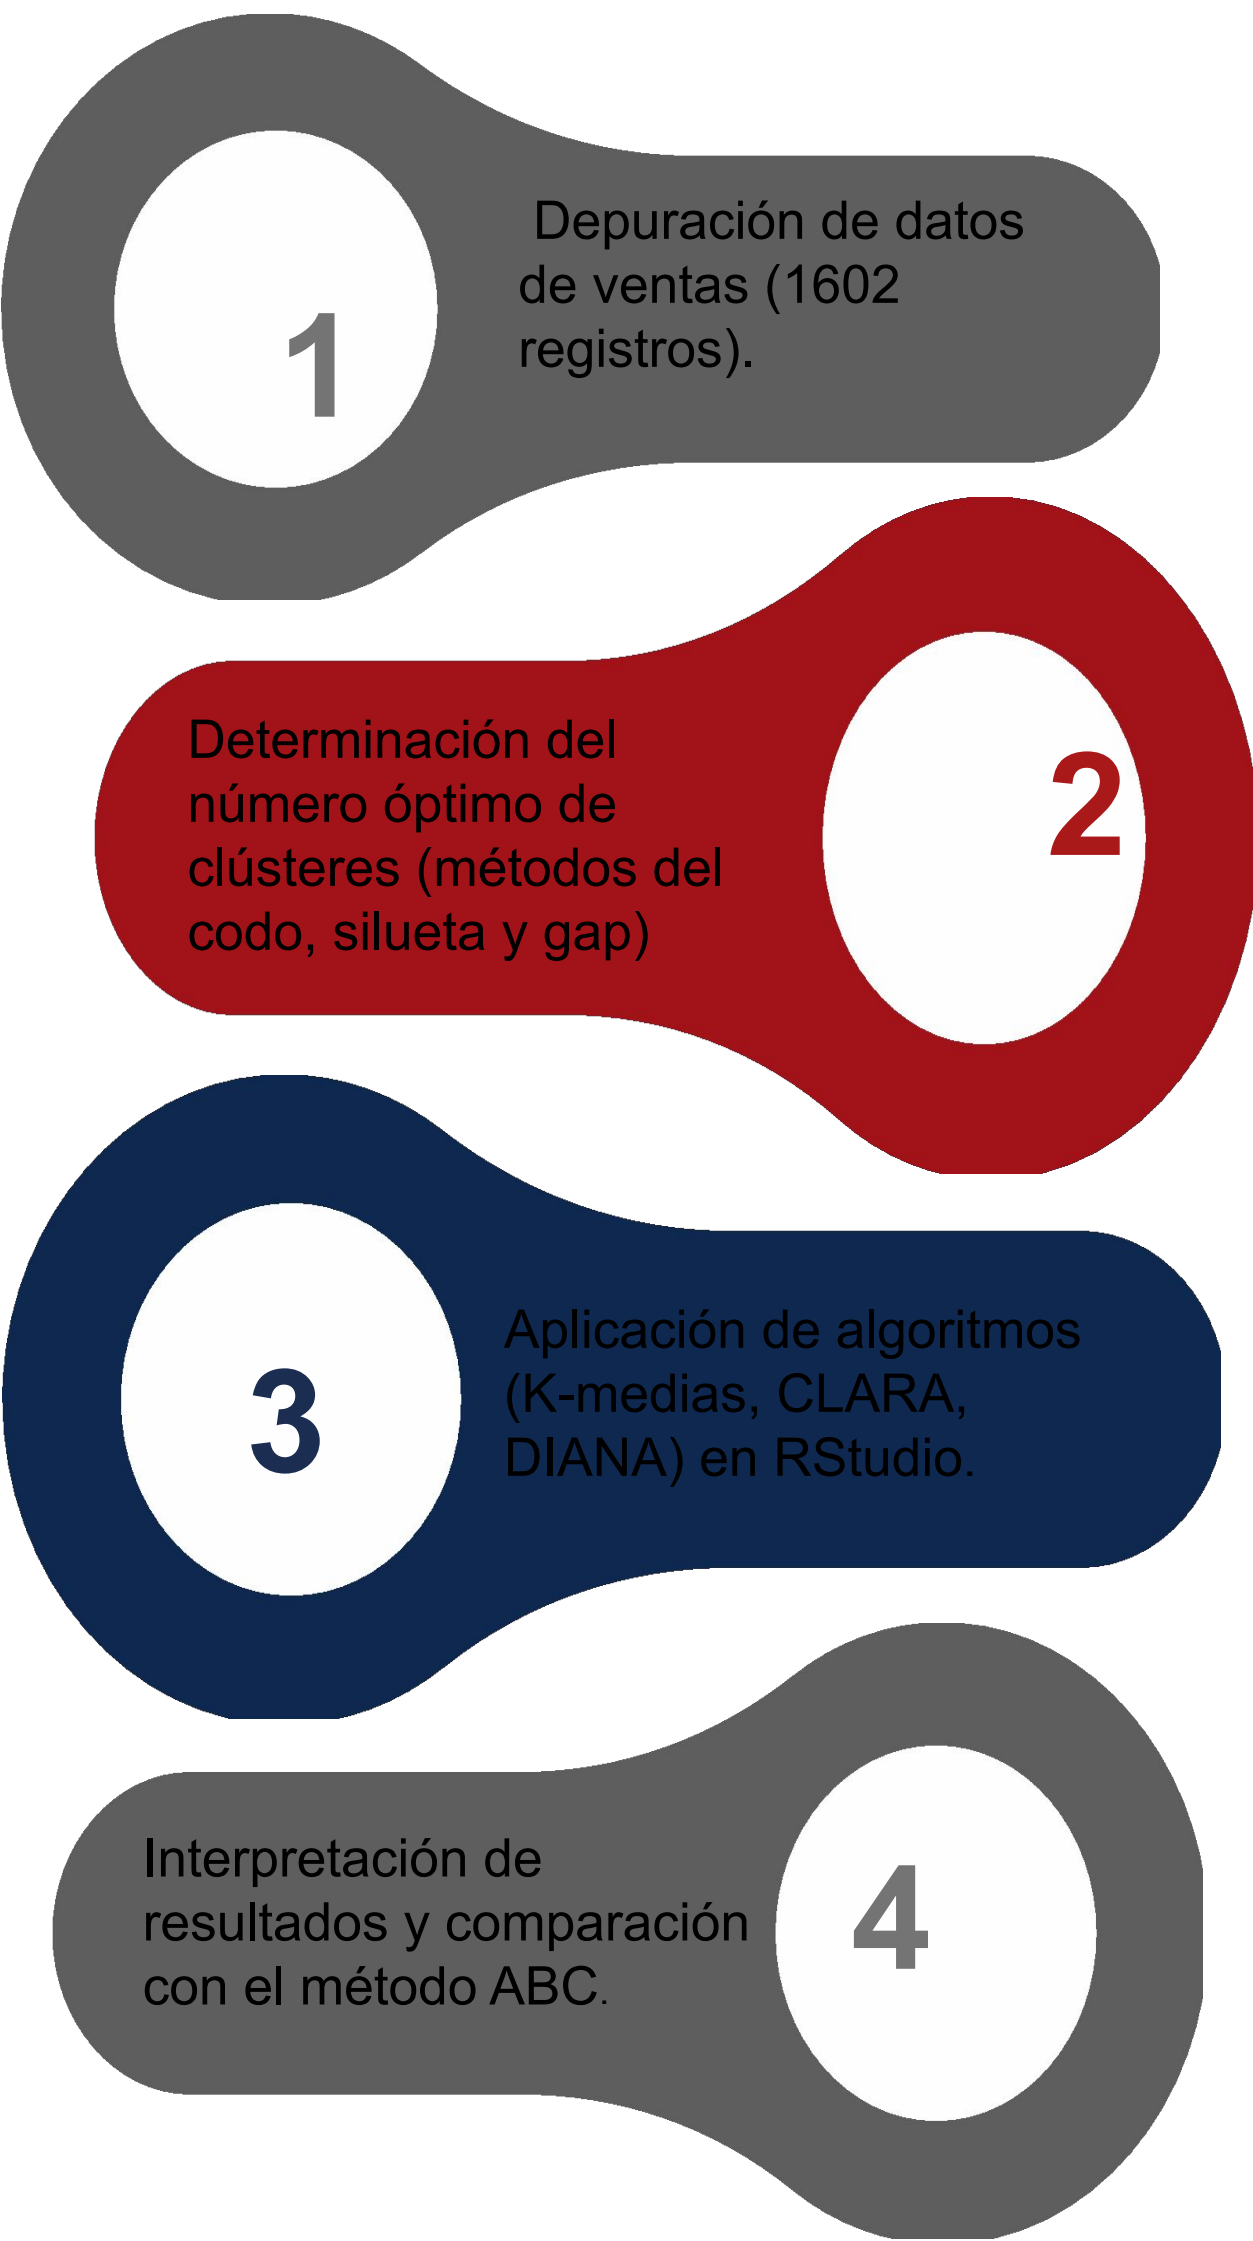 1
Depuración de datos
de ventas (1602
registros).
2
Determinación del
número óptimo de
clústeres (métodos del
codo, silueta y gap)
3
Aplicación de algoritmos
(K-medias, CLARA,
DIANA) en RStudio.
4
Interpretación de
resultados y comparación
con el método ABC.